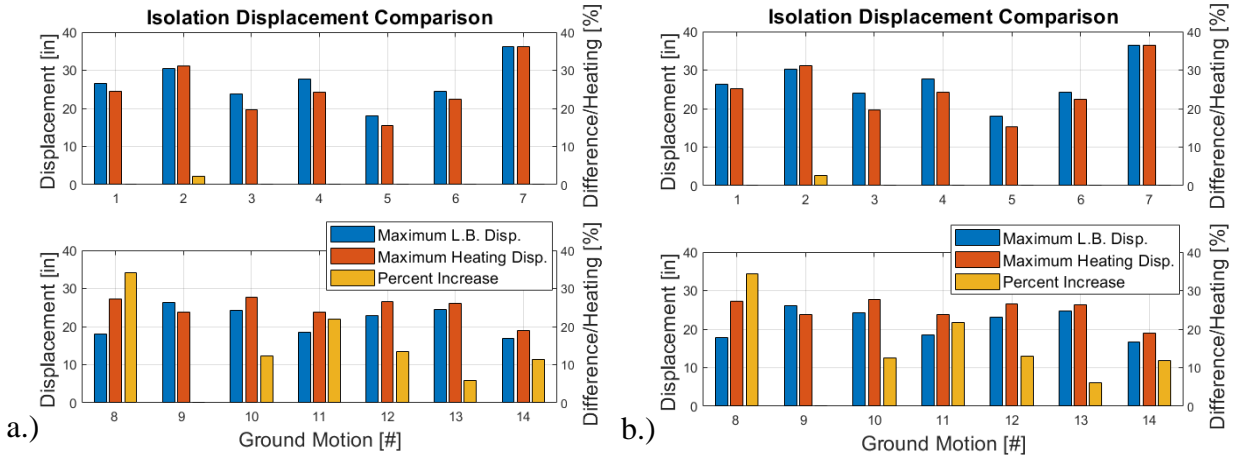 Isolation Displacement Comparison
Displacement [in]
Difference/Heating [%]
40
30
20
10
0
40
30
20
10
0
1 2 3 4 5 6 7
Maximum L.B. Disp.
Maximum Heating Disp.
Percent Increase
Displacement [in]
Difference/Heating [%]
40
30
20
10
0
40
30
20
10
0
8 9 10 11 12 13 14
Ground Motion [#]
a.)
Isolation Displacement Comparison
Displacement [in]
Difference/Heating [%]
40
30
20
10
0
40
30
20
10
0
1 2 3 4 5 6 7
Maximum L.B. Disp.
Maximum Heating Disp.
Percent Increase
Displacement [in]
Difference/Heating [%]
40
30
20
10
0
40
30
20
10
0
8 9 10 11 12 13 14
Ground Motion [#]
b.)